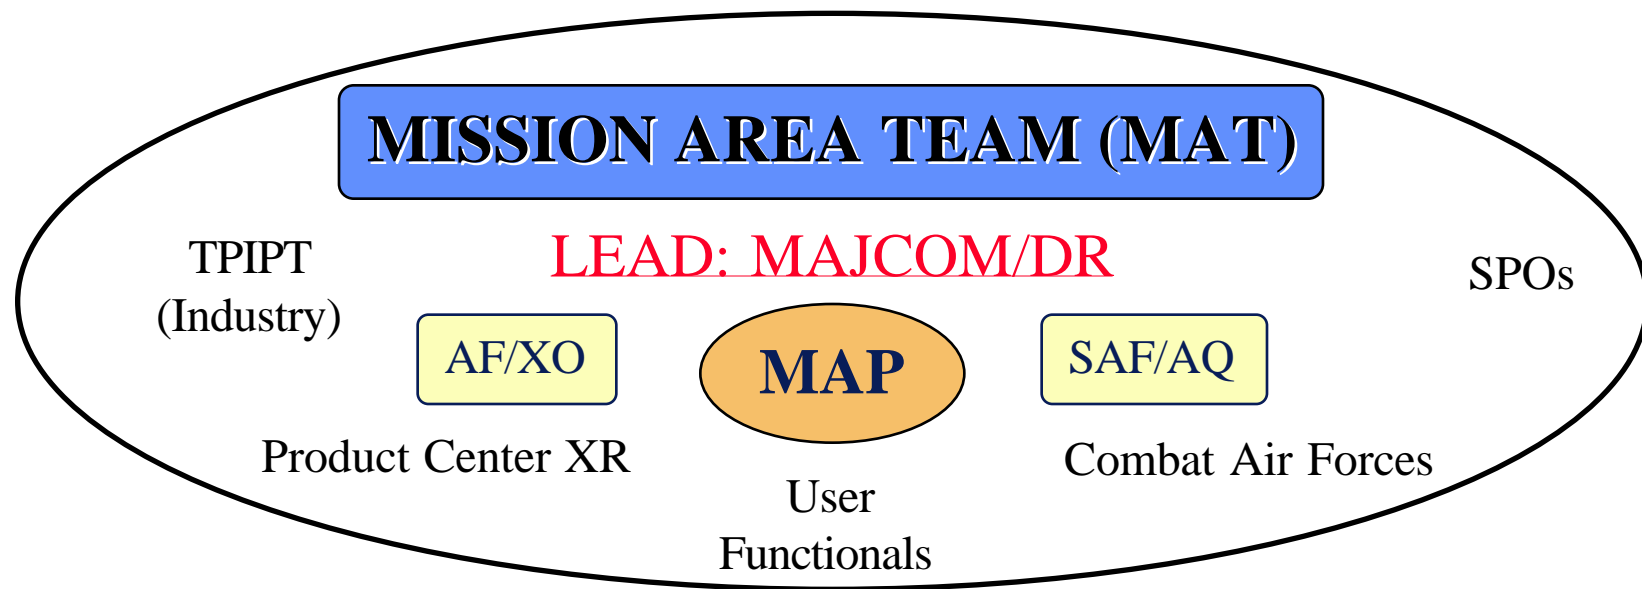 MISSION AREA TEAM (MAT)
LEAD: MAJCOM/DR
TPIPT
(Industry)
SPOs
AF/XO
MAP
SAF/AQ
Product Center XR
Combat Air Forces
User
Functionals